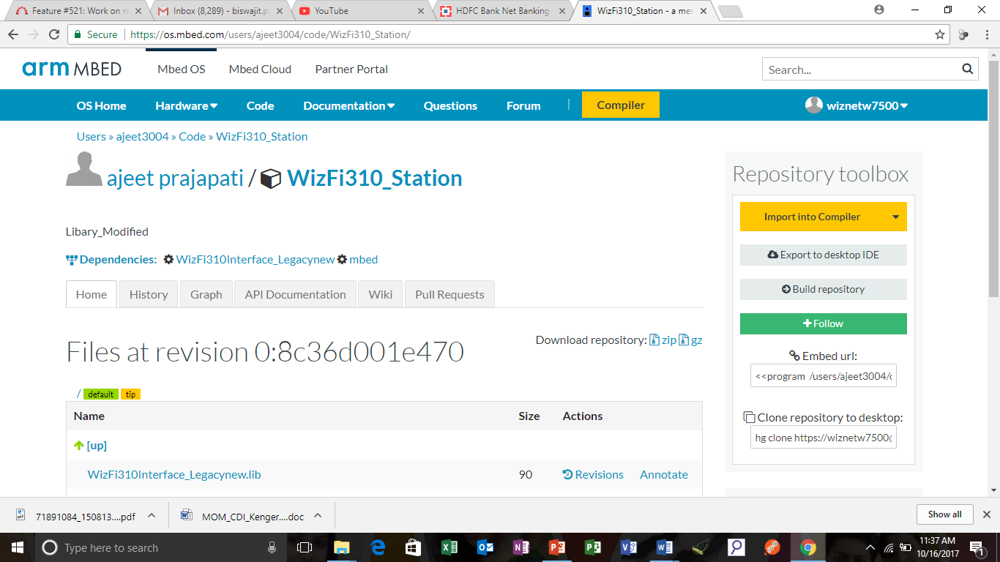 Feature #521: Work on re
Inbox (8,289) - biswajit.p
YouTube
HDFC Bank Net Banking
WizFi310_Station - a mer
Secure https://os.mbed.com/users/ajeet3004/code/WizFi310_Station/
arm MBED Mbed OS Mbed Cloud Partner Portal Search...
OS Home Hardware Code Documentation Questions Forum Compiler wiznetw7500
Users » ajeet3004 » Code » WizFi310_Station
ajeet prajapati / WizFi310_Station
Libary_Modified
Dependencies: WizFi310Interface_Legacynew mbed
Home History Graph API Documentation Wiki Pull Requests
Files at revision 0:8c36d001e470
Download repository: zip gz
/ default tip
Name Size Actions
[up]
WizFi310Interface_Legacynew.lib 90 Revisions Annotate
Repository toolbox
Import into Compiler
Export to desktop IDE
Build repository
Follow
Embed url:
<<program /users/ajeet3004/c
Clone repository to desktop:
hg clone https://wiznetw7500@
71891084_150813....pdf
MOM_CDI_Kenger....doc
Show all
Type here to search
11:37 AM
10/16/2017
1